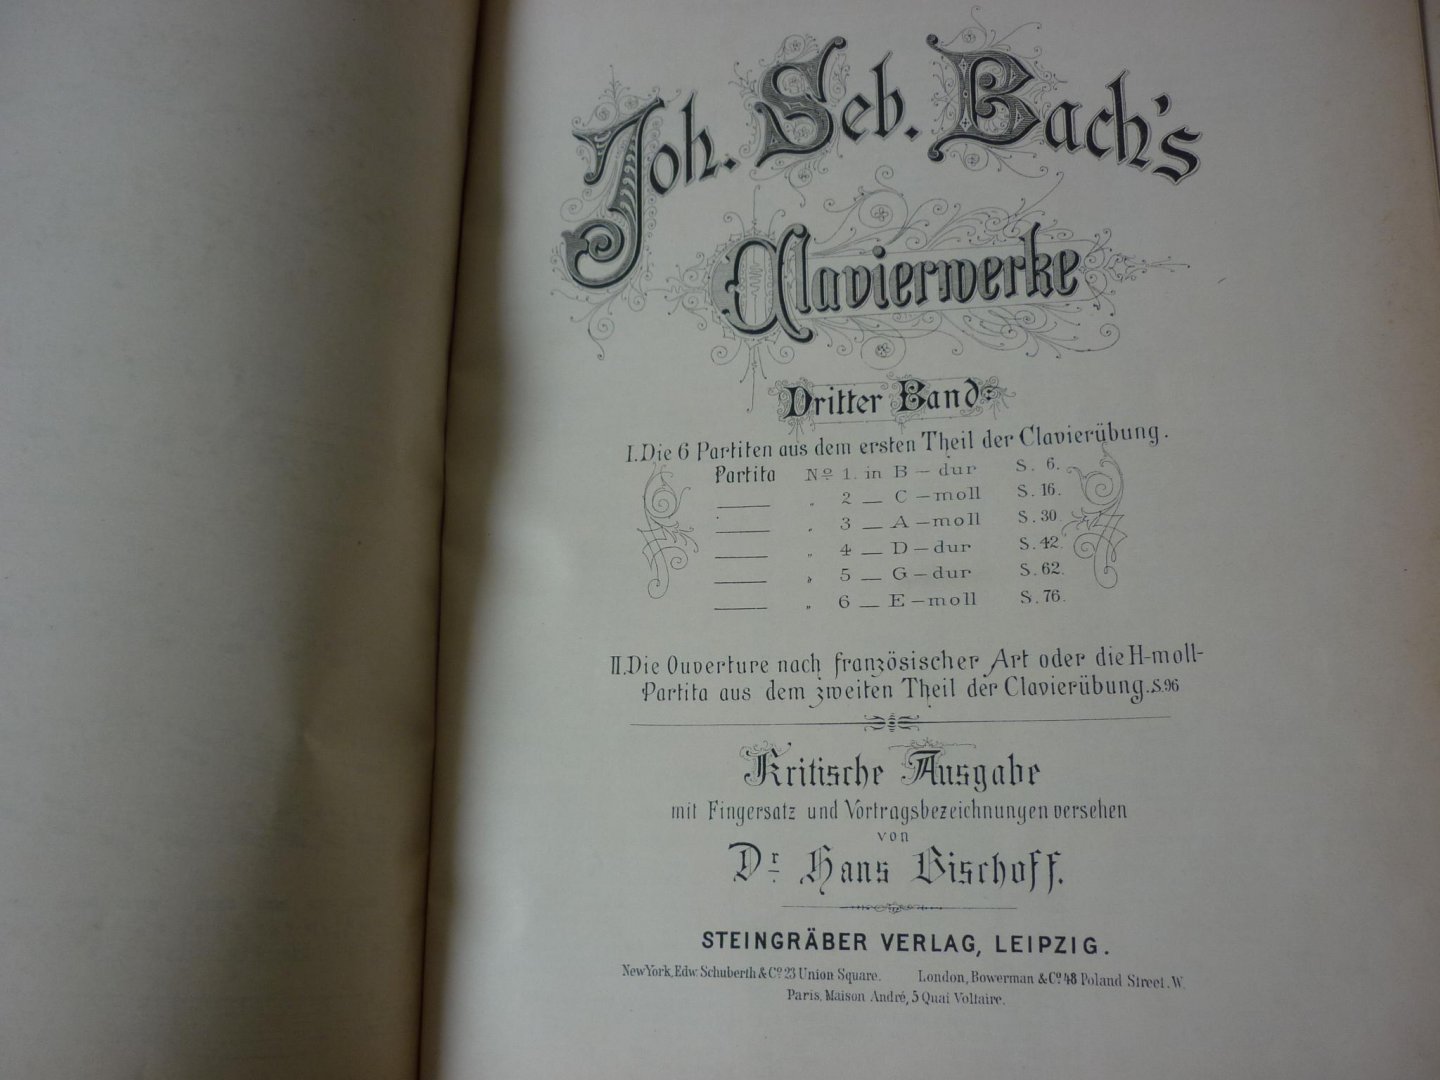 Joh. Seb. Bach's
Clavierwerke
Dritter Band
I. Die 6 Partiten aus dem ersten Theil der Clavierübung.
Partita No 1. in B - dur S. 6.
„ 2 — C - moll S. 16.
„ 3 — A - moll S. 30.
„ 4 — D - dur S. 42.
„ 5 — G - dur S. 62.
„ 6 — E - moll S. 76.
II. Die Ouverture nach französischer Art oder die H-moll-
Partita aus dem zweiten Theil der Clavierübung. S. 96
Kritische Ausgabe
mit Fingersatz und Vortragsbezeichnungen versehen
von
Dr Hans Bischoff.
STEINGRÄBER VERLAG, LEIPZIG.
New York, Edw. Schuberth & Co. 23 Union Square. London, Bowerman & Co. 48 Poland Street. W.
Paris, Maison André, 5 Quai Voltaire.